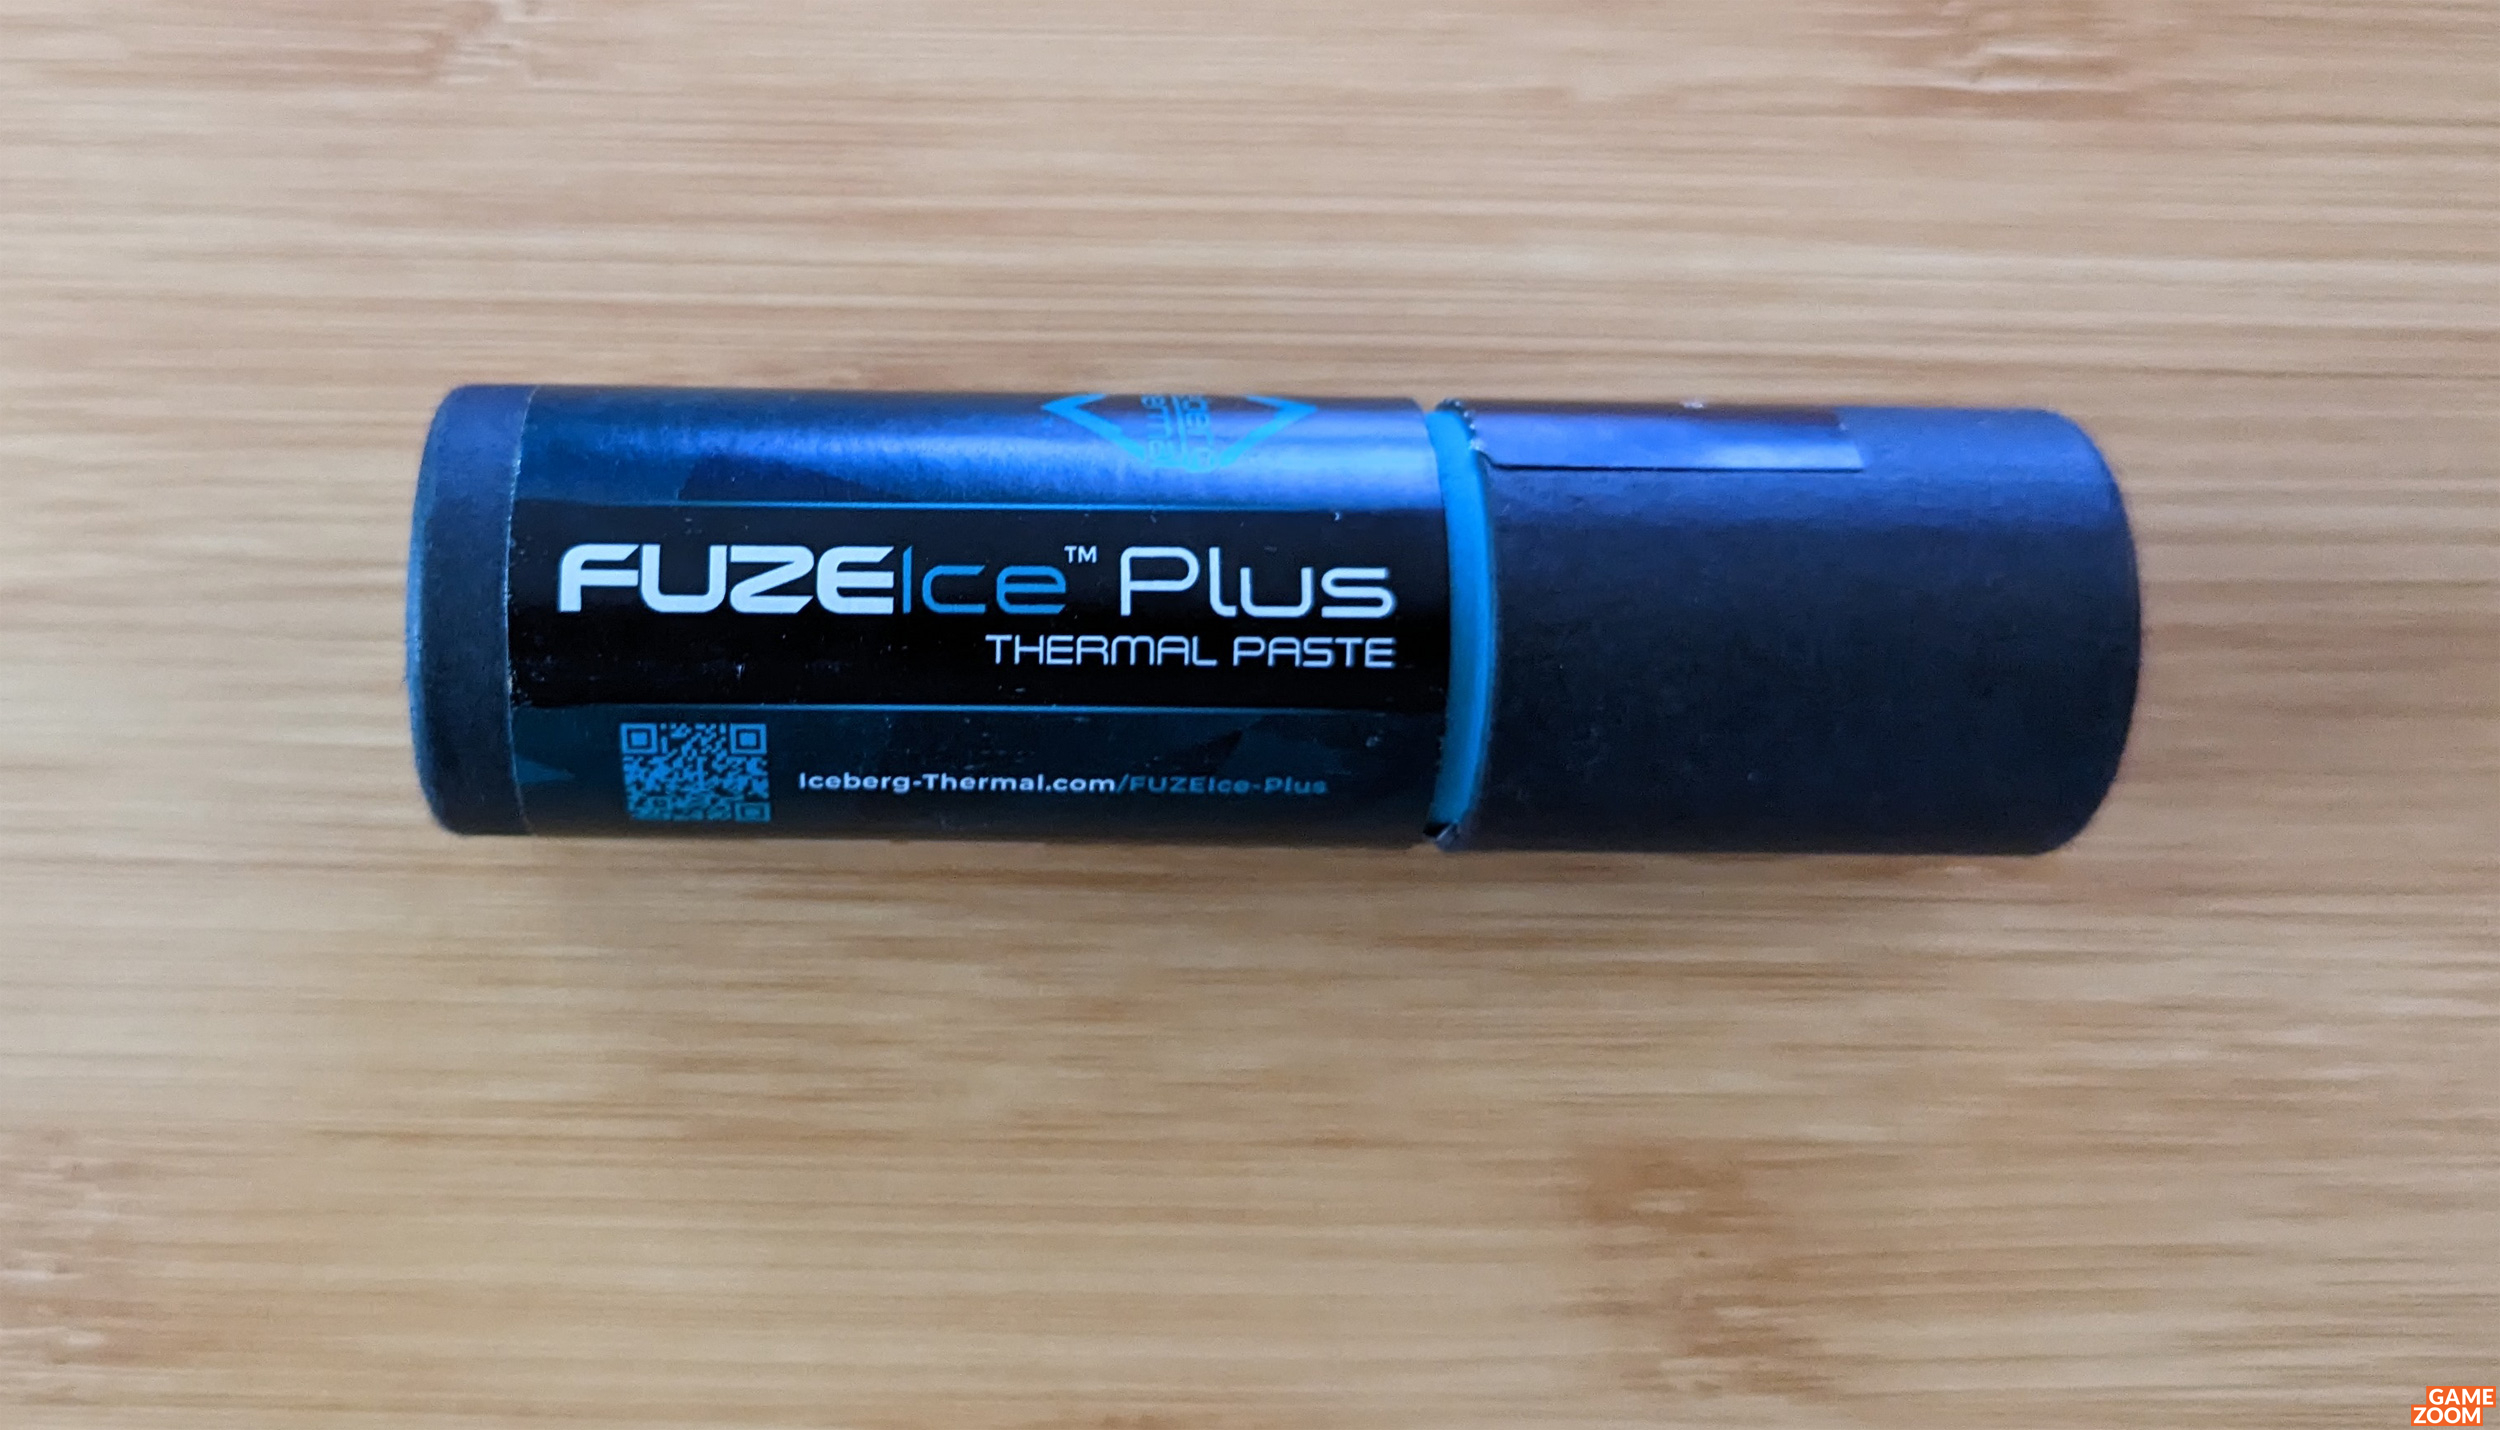 FUZEIce™ Plus
THERMAL PASTE
Iceberg-Thermal.com/FUZEIce-Plus
GAME
ZOOM